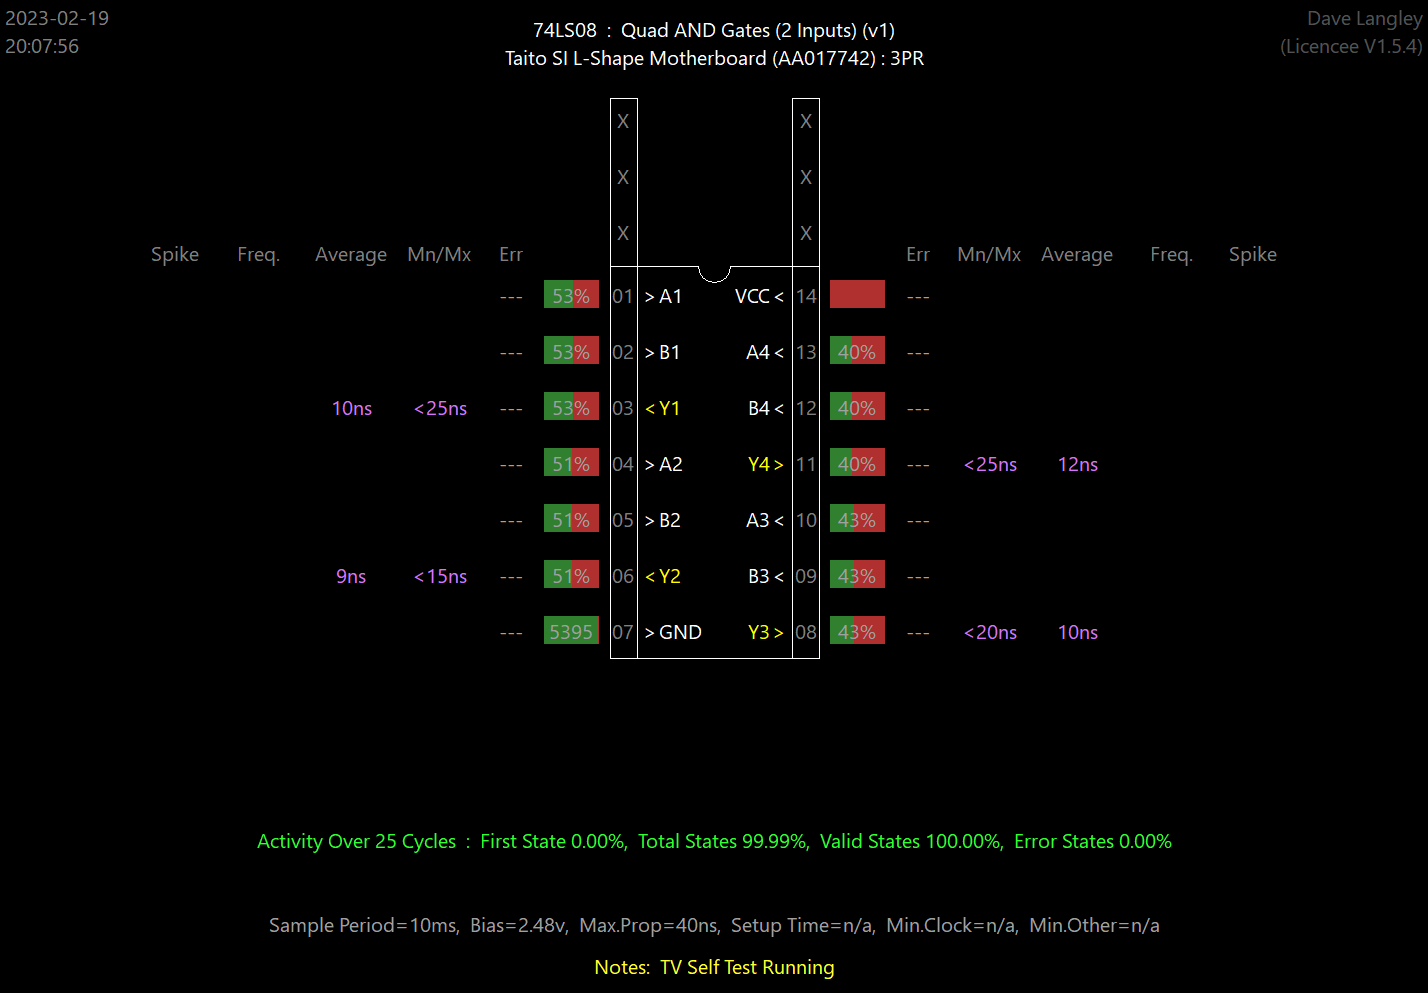 2023-02-19
20:07:56
74LS08 : Quad AND Gates (2 Inputs) (v1)
Taito SI L-Shape Motherboard (AA017742) : 3PR
Dave Langley
(Licencee V1.5.4)
X X
X X
X X
Spike Freq. Average Mn/Mx Err Err Mn/Mx Average Freq. Spike
--- 53% 01 >A1 VCC< 14 ---
--- 53% 02 >B1 A4< 13 40% ---
10ns <25ns --- 53% 03 <Y1 B4< 12 40% ---
--- 51% 04 >A2 Y4> 11 40% --- <25ns 12ns
--- 51% 05 >B2 A3< 10 43% ---
9ns <15ns --- 51% 06 <Y2 B3< 09 43% ---
--- 5395 07 >GND Y3> 08 43% --- <20ns 10ns
Activity Over 25 Cycles : First State 0.00%, Total States 99.99%, Valid States 100.00%, Error States 0.00%
Sample Period=10ms, Bias=2.48v, Max.Prop=40ns, Setup Time=n/a, Min.Clock=n/a, Min.Other=n/a
Notes: TV Self Test Running